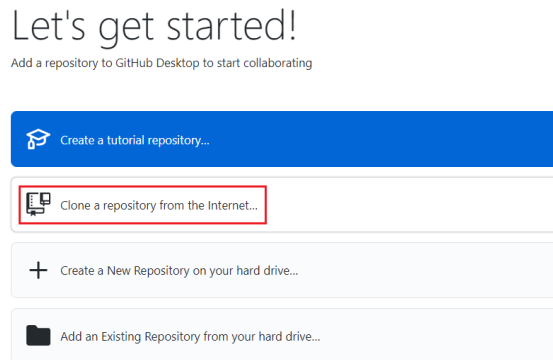 Let's get started!
Add a repository to GitHub Desktop to start collaborating
Create a tutorial repository...
Clone a repository from the Internet...
Create a New Repository on your hard drive...
Add an Existing Repository from your hard drive...